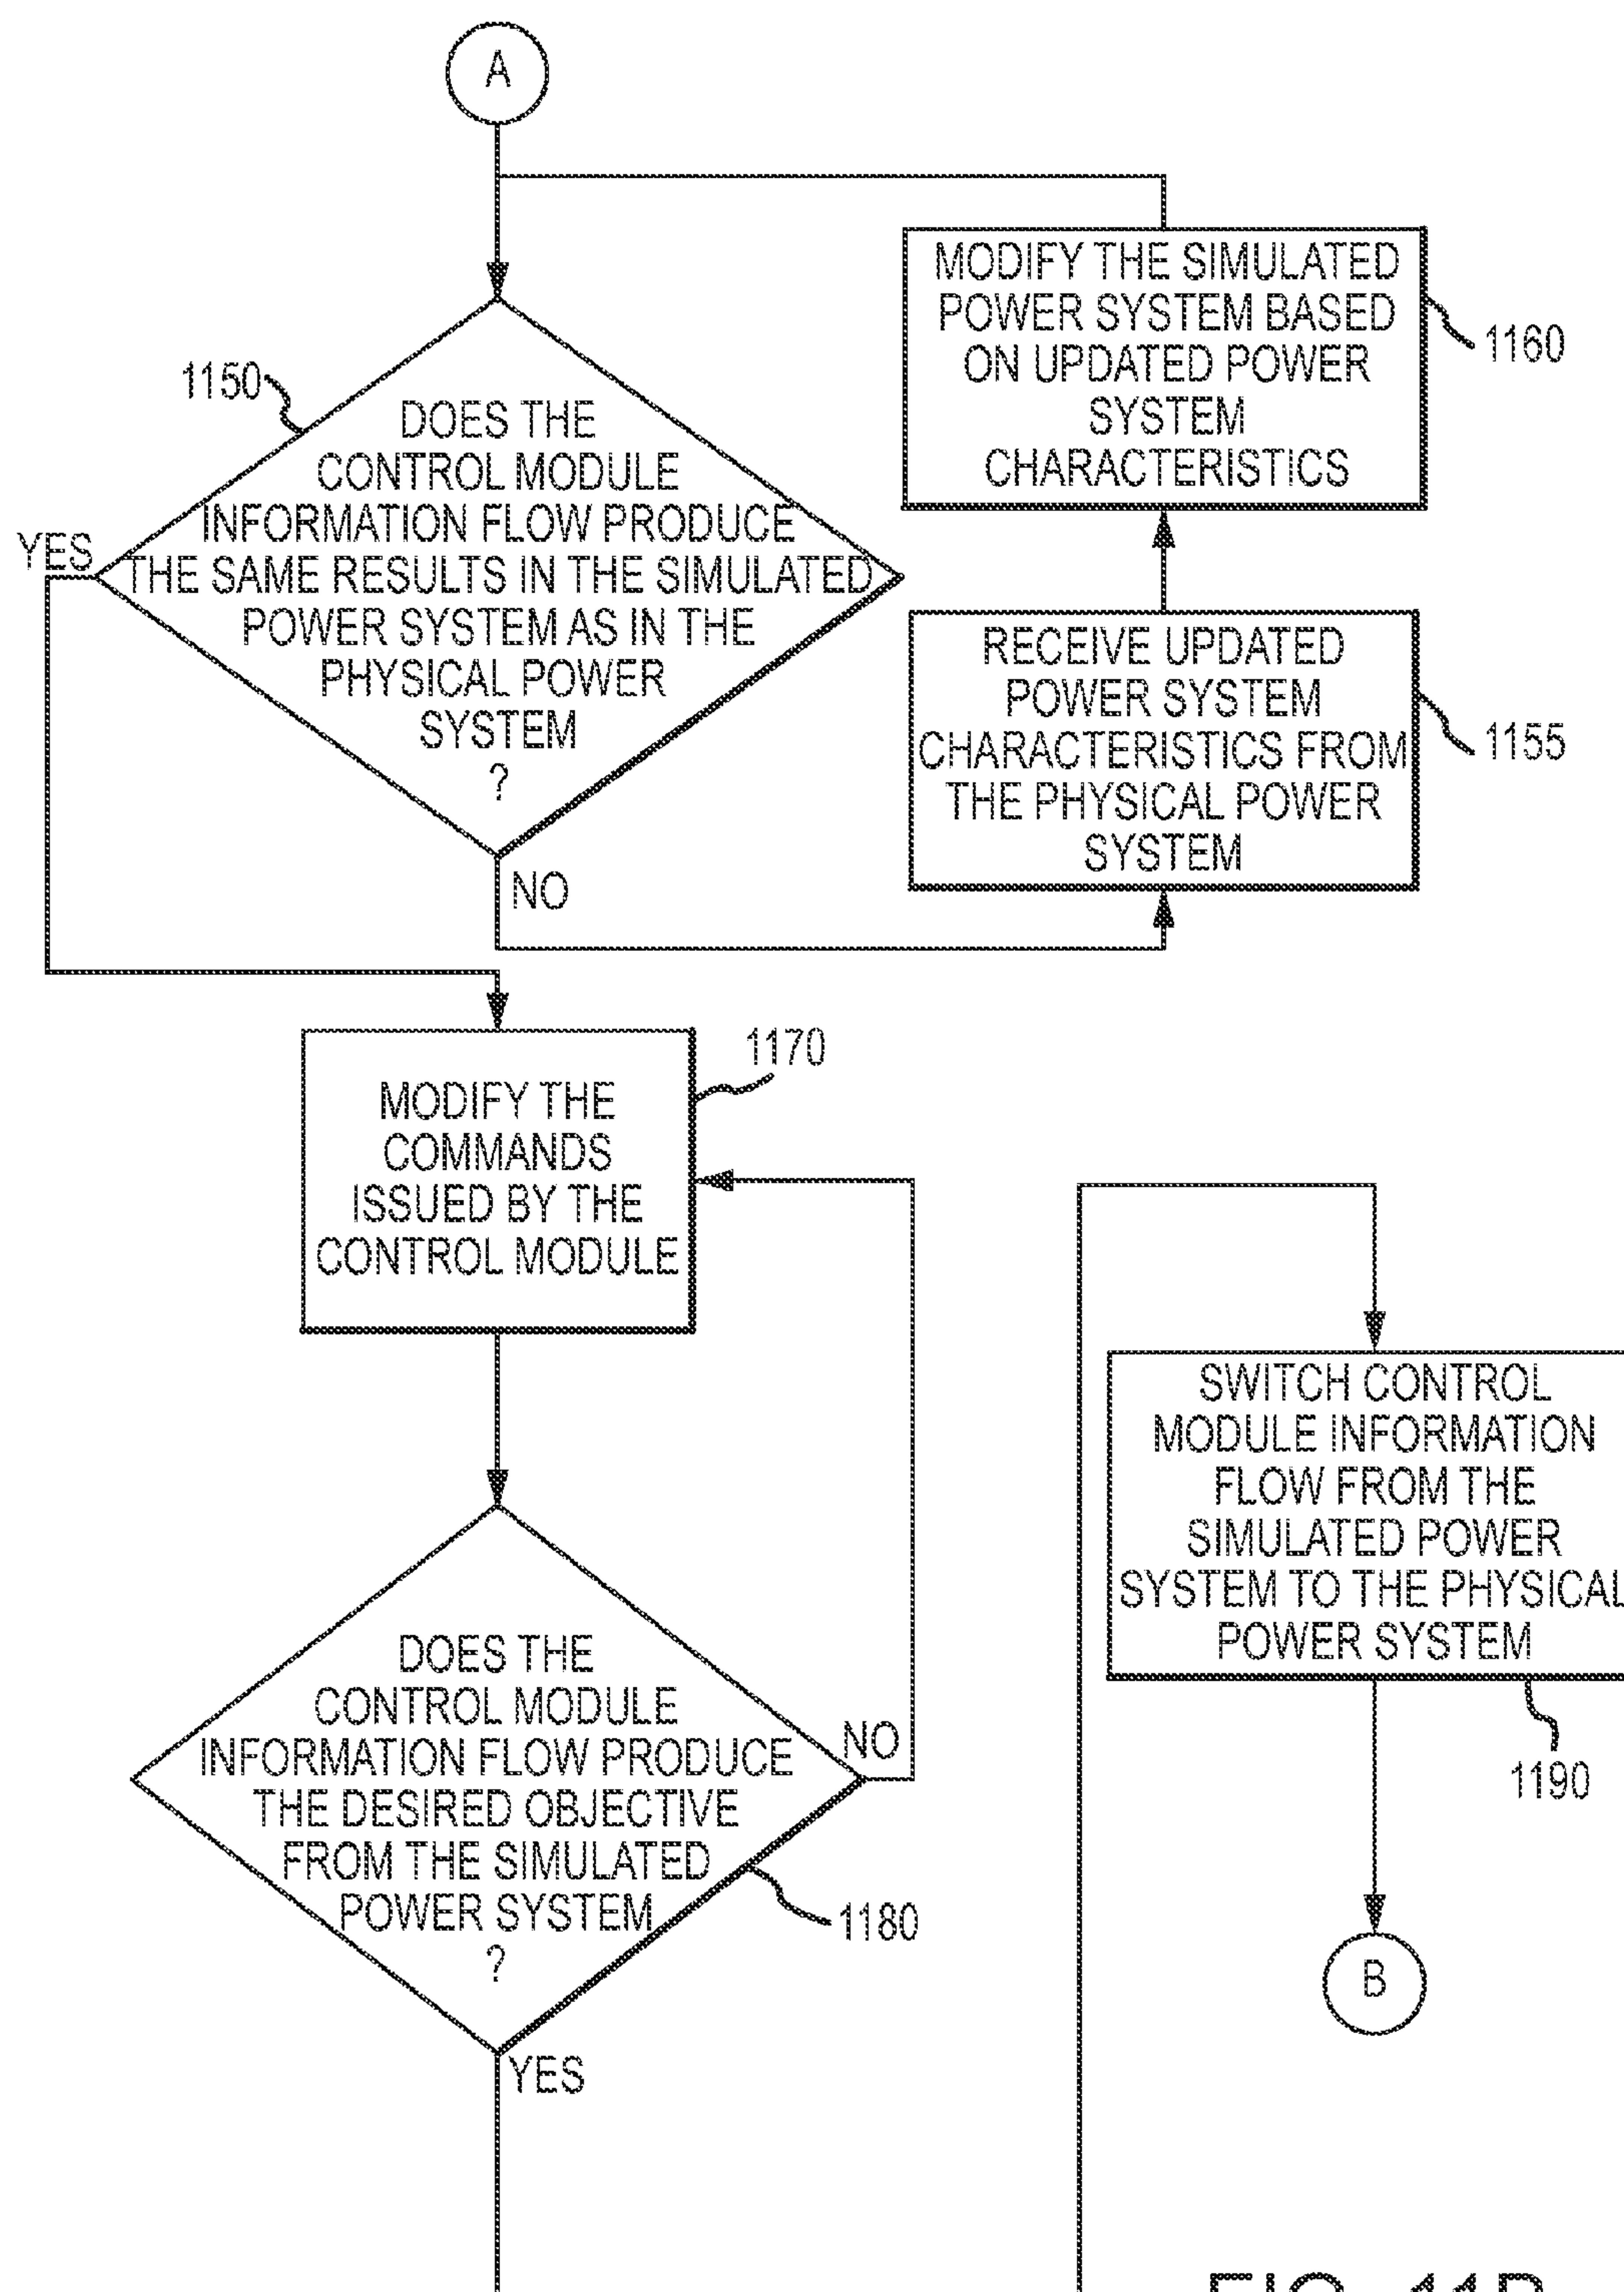 A
MODIFY THE SIMULATED
POWER SYSTEM BASED
ON UPDATED POWER
SYSTEM
CHARACTERISTICS
1160
1150
DOES THE
CONTROL MODULE
INFORMATION FLOW PRODUCE
THE SAME RESULTS IN THE SIMULATED
POWER SYSTEM AS IN THE
PHYSICAL POWER
SYSTEM
?
YES
NO
RECEIVE UPDATED
POWER SYSTEM
CHARACTERISTICS FROM
THE PHYSICAL POWER
SYSTEM
1155
1170
MODIFY THE
COMMANDS
ISSUED BY THE
CONTROL MODULE
DOES THE
CONTROL MODULE
INFORMATION FLOW PRODUCE
THE DESIRED OBJECTIVE
FROM THE SIMULATED
POWER SYSTEM
?
NO
1180
YES
SWITCH CONTROL
MODULE INFORMATION
FLOW FROM THE
SIMULATED POWER
SYSTEM TO THE PHYSICAL
POWER SYSTEM
1190
B